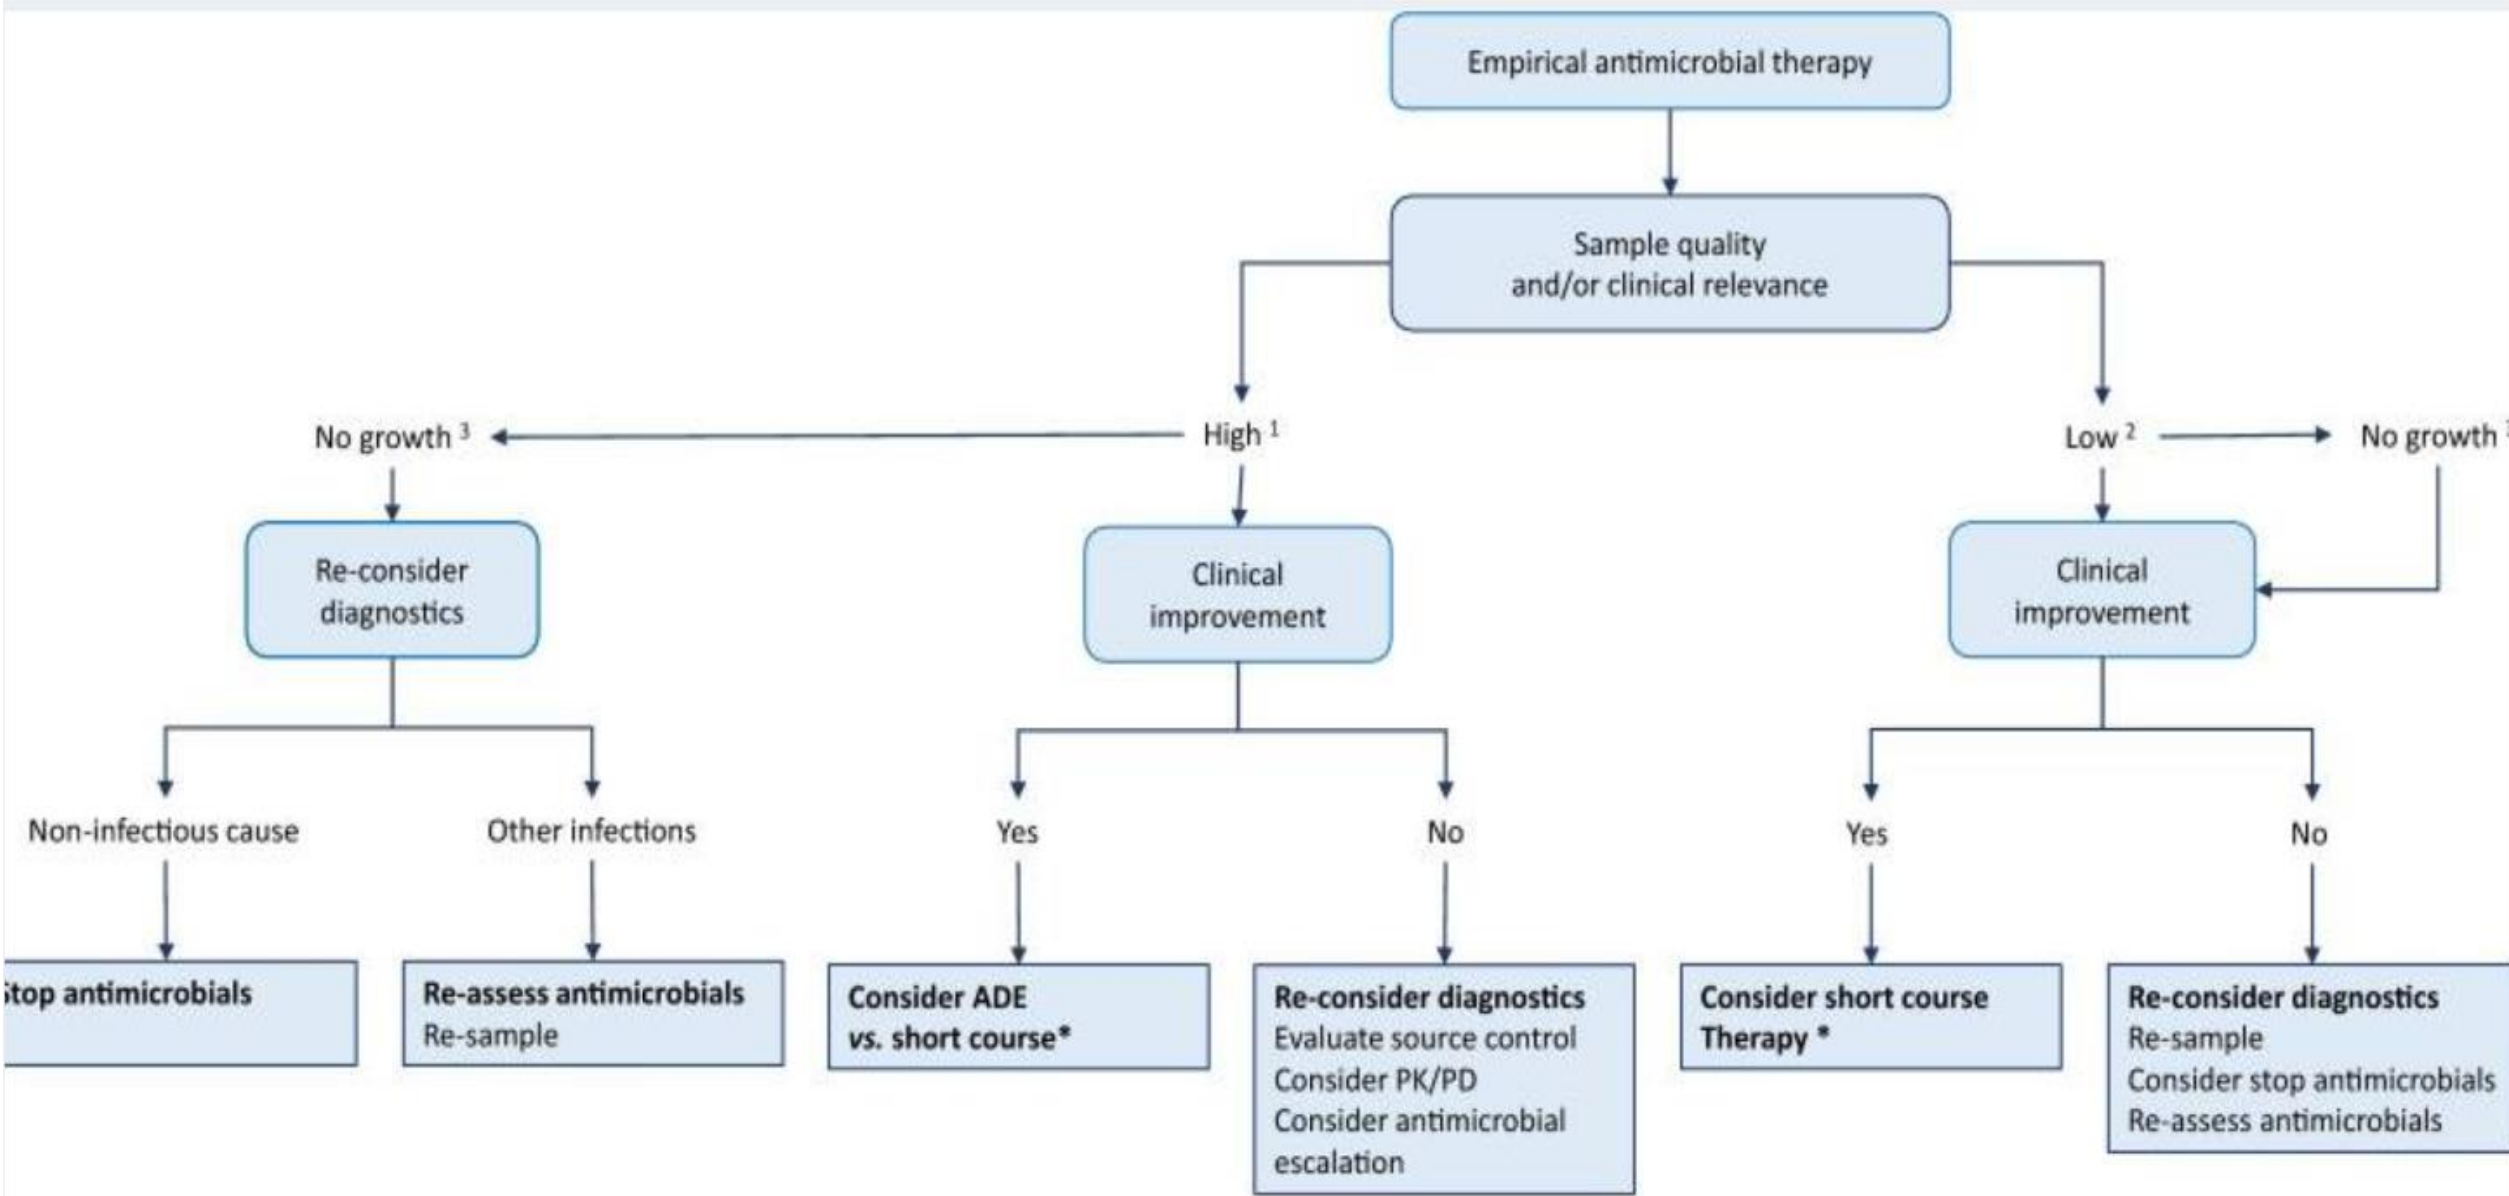 Empirical antimicrobial therapy
Sample quality
and/or clinical relevance
No growth ³
High ¹
Low ²
No growth
Re-consider
diagnostics
Clinical
improvement
Clinical
improvement
Non-infectious cause
Other infections
Yes
No
Yes
No
Stop antimicrobials
Re-assess antimicrobials
Re-sample
Consider ADE
vs. short course*
Re-consider diagnostics
Evaluate source control
Consider PK/PD
Consider antimicrobial
escalation
Consider short course
Therapy *
Re-consider diagnostics
Re-sample
Consider stop antimicrobials
Re-assess antimicrobials